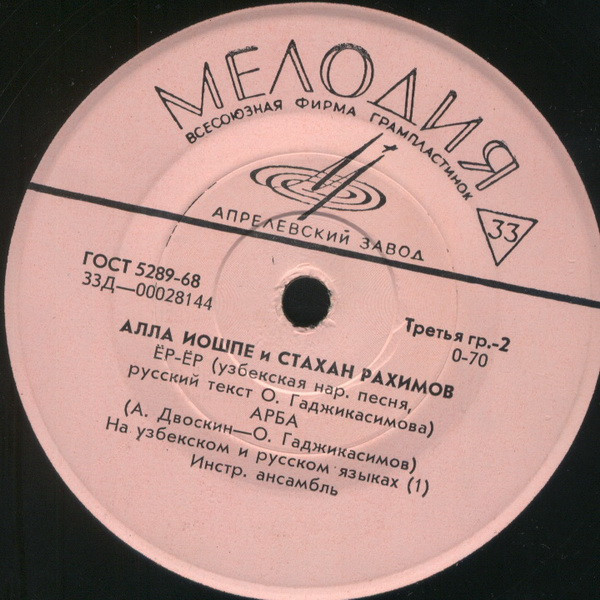 МЕЛОДИЯ
ВСЕСОЮЗНАЯ ФИРМА ГРАМПЛАСТИНОК
33
АПРЕЛЕВСКИЙ ЗАВОД
ГОСТ 5289-68
33Д—00028144
Третья гр.-2
0-70
АЛЛА ИОШПЕ и СТАХАН РАХИМОВ
ЁР-ЁР (узбекская нар. песня,
русский текст О. Гаджикасимова)
АРБА
(А. Двоскин—О. Гаджикасимов)
На узбекском и русском языках (1)
Инстр. ансамбль